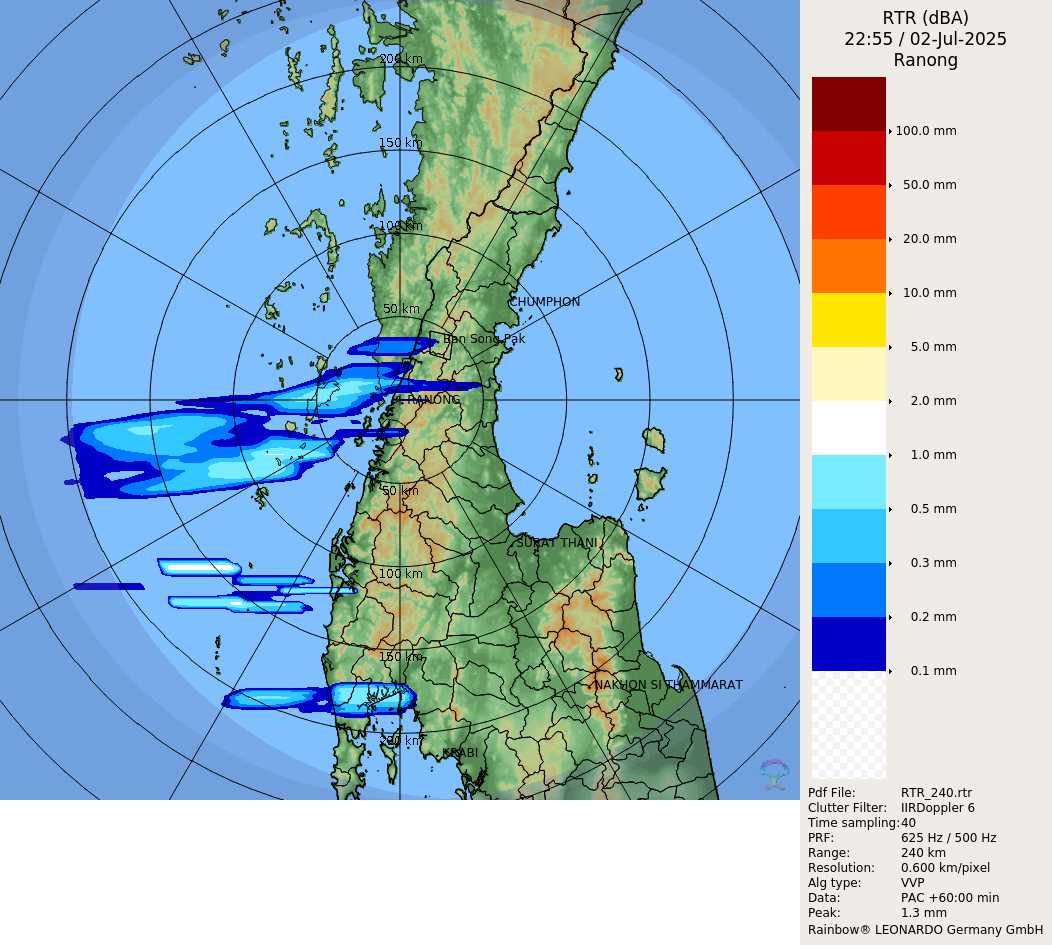 RTR (dBA)
22:55 / 02-Jul-2025
Ranong
200 km
150 km
100 km
50 km
CHUMPHON
Ban Song Pak
RANONG
50 km
SURAT THANI
100 km
150 km
NAKHON SI THAMMARAT
200 km
KRABI
100.0 mm
50.0 mm
20.0 mm
10.0 mm
5.0 mm
2.0 mm
1.0 mm
0.5 mm
0.3 mm
0.2 mm
0.1 mm
Pdf File: RTR_240.rtr
Clutter Filter: IIRDoppler 6
Time sampling:40
PRF: 625 Hz / 500 Hz
Range: 240 km
Resolution: 0.600 km/pixel
Alg type: VVP
Data: PAC +60:00 min
Peak: 1.3 mm
Rainbow® LEONARDO Germany GmbH